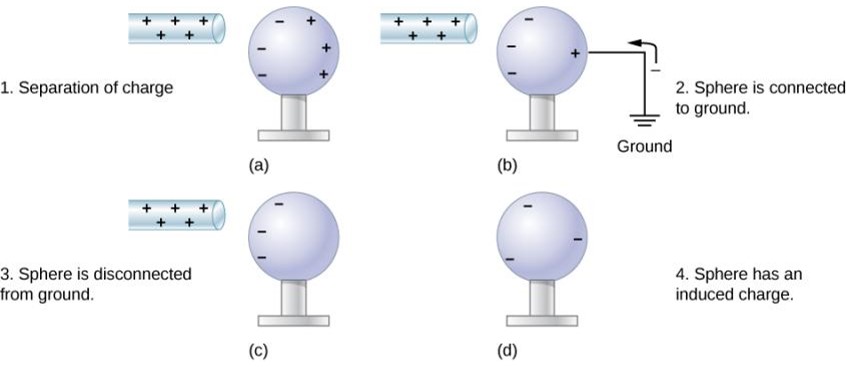 1. Separation of charge
(a)
2. Sphere is connected
to ground.
Ground
(b)
3. Sphere is disconnected
from ground.
(c)
4. Sphere has an
induced charge.
(d)